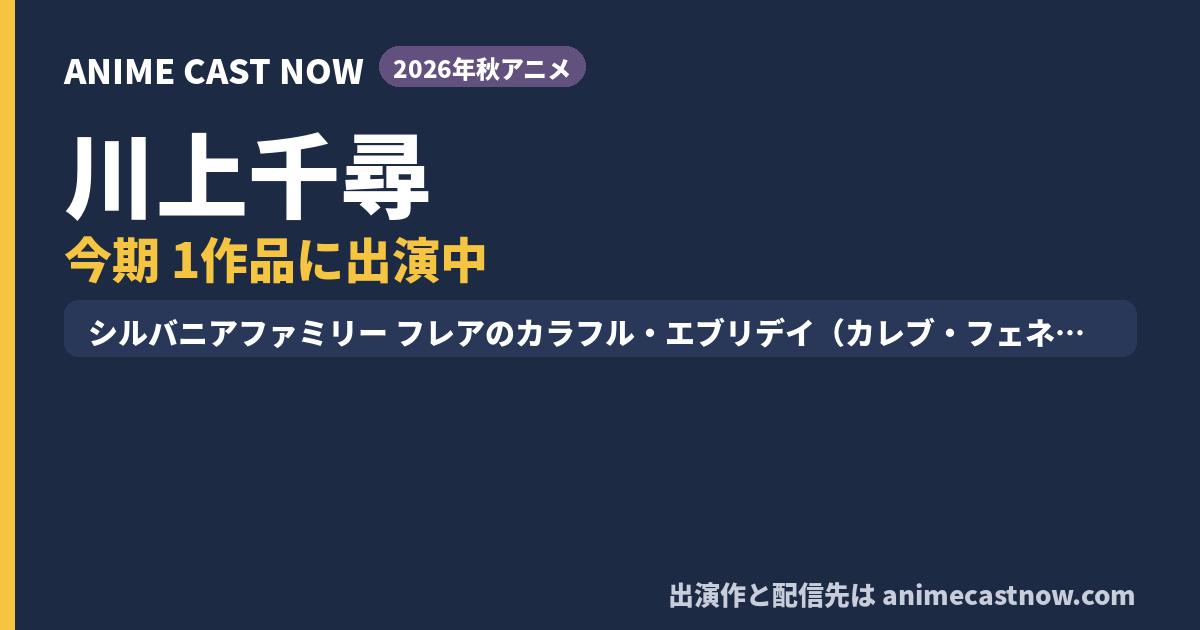 ANIME CAST NOW 2026年秋アニメ
川上千尋
今期 1作品に出演中
シルバニアファミリー フレアのカラフル・エブリデイ（カレブ・フェネ…
出演作と配信先は animecastnow.com